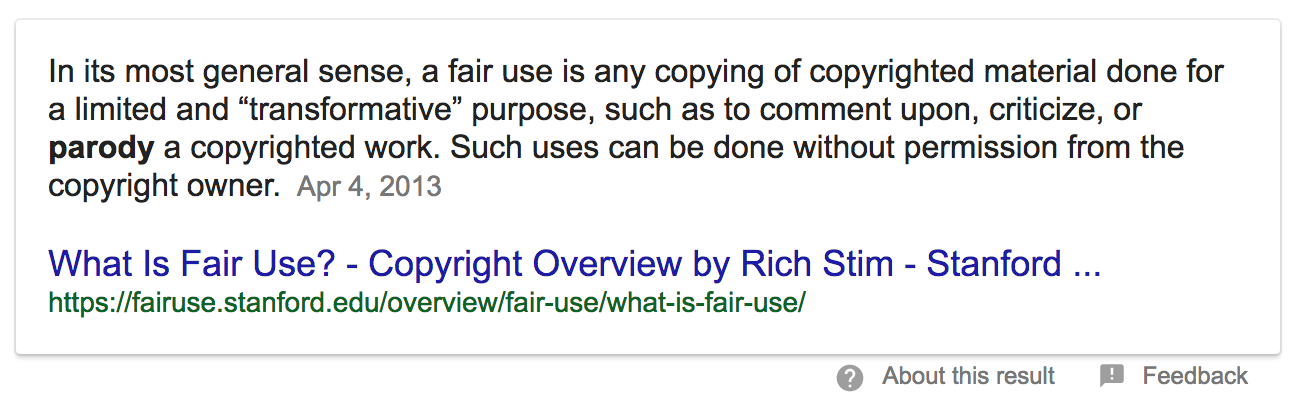 In its most general sense, a fair use is any copying of copyrighted material done for
a limited and “transformative” purpose, such as to comment upon, criticize, or
parody a copyrighted work. Such uses can be done without permission from the
copyright owner. Apr 4, 2013
What Is Fair Use? - Copyright Overview by Rich Stim - Stanford ...
https://fairuse.stanford.edu/overview/fair-use/what-is-fair-use/
About this result Feedback